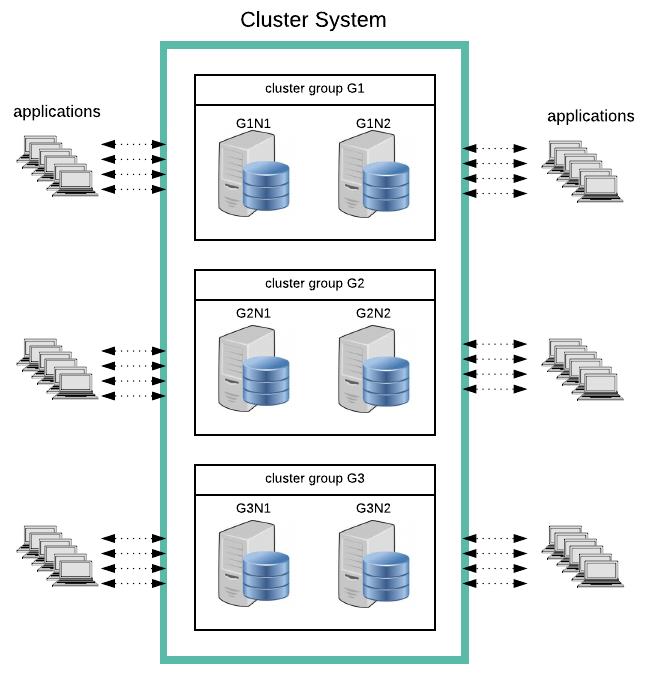 Cluster System
applications
applications
cluster group G1
G1N1
G1N2
cluster group G2
G2N1
G2N2
cluster group G3
G3N1
G3N2